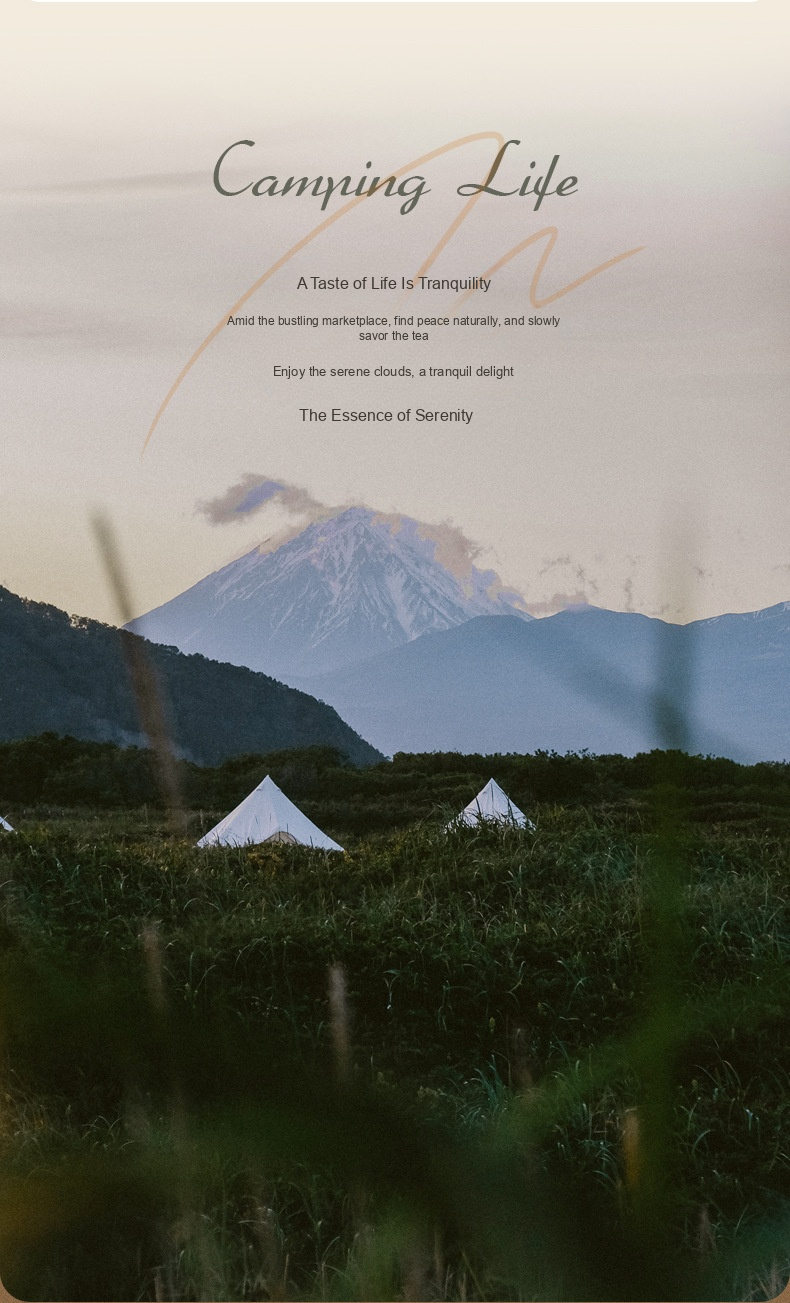 Camping Life
A Taste of Life Is Tranquility
Amid the bustling marketplace, find peace naturally, and slowly
savor the tea
Enjoy the serene clouds, a tranquil delight
The Essence of Serenity